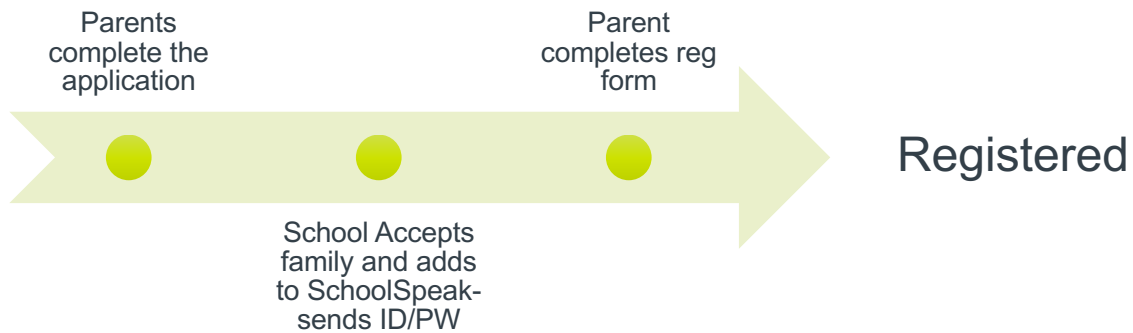 Parents
complete the
application
School Accepts
family and adds
to SchoolSpeak-
sends ID/PW
Parent
completes reg
form
Registered